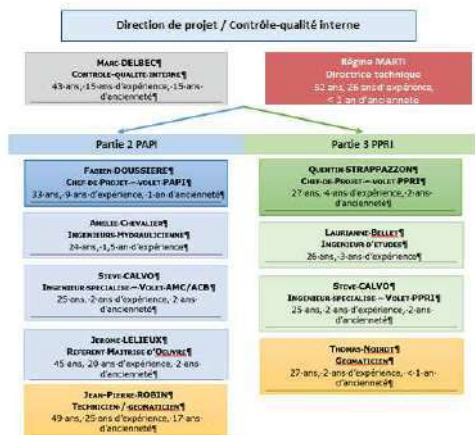 Direction de projet / Contrôle-qualité interne
MARC-DELBEC¶
CONTROLE-QUALITE-INTERNE¶
43-ans,-15-ans-d'expérience,-15-ans-
d'ancienneté¶
Régine MARTI
Directrice technique
52 ans, 26 ans d'expérience,
< 1 an d'ancienneté
Partie 2 PAPI
Partie 3 PPRI
FABIEN-DOUSSIERE¶
CHEF-DE-PROJET-–-VOLET-PAPI¶
33-ans,-9-ans-d'expérience,-1-an-d'ancienneté¶
CHEVALIER¶
INGENIEURE-HYDRAULICIENNE¶
24-ans,-1,5-an-d'expérience¶
STEVE-CALVO¶
INGENIEUR-SPECIALISE-–-VOLET-AMC/ACB¶
25-ans,-2-ans-d'expérience,-2-ans-
d'ancienneté¶
JEROME-LELIEUX¶
REFERENT-MAITRISE-D'OEUVRE¶
45-ans,-20-ans-d'expérience,-2-ans-
d'ancienneté¶
JEAN-PIERRE-ROBIN¶
TECHNICIEN-/-GEOMATICIEN¶
49-ans,-25-ans-d'expérience,-17-ans-
d'ancienneté¶
QUENTIN-STRAPPAZZON¶
CHEF-DE-PROJET-–-VOLET-PPRI¶
27-ans,-4-ans-d'expérience,-2-ans-
d'ancienneté¶
LAURIANNE-BELLET¶
INGENIEUR-D'ETUDES¶
26-ans,-3-ans-d'expérience¶
STEVE-CALVO¶
INGENIEUR-SPECIALISE-–-VOLET-PPRI¶
25-ans,-2-ans-d'expérience,-2-ans-
d'ancienneté¶
THOMAS-NOIROT¶
GEOMATICIEN¶
27-ans,-2-ans-d'expérience,-<-1-an-
d'ancienneté¶